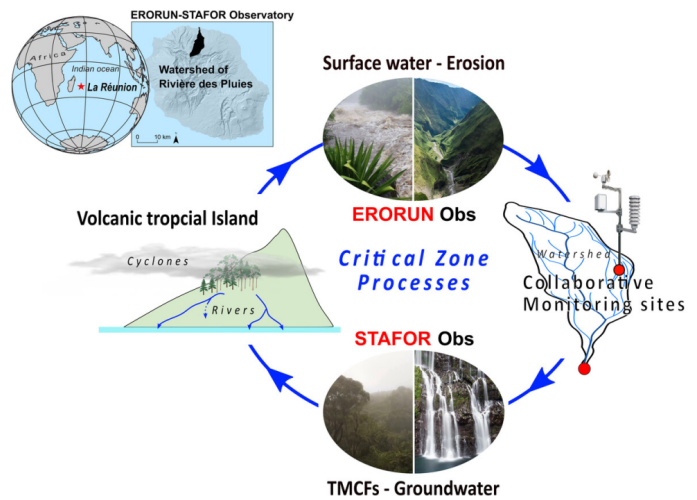 ERORUN-STAFOR Observatory
Africa
Indian ocean
La Réunion
Watershed of
Rivière des Pluies
0 10 km
Surface water - Erosion
ERORUN Obs
Volcanic tropcial Island
Cyclones
Rivers
Critical Zone
Processes
Watershed
Collaborative
Monitoring sites
STAFOR Obs
TMCFs - Groundwater